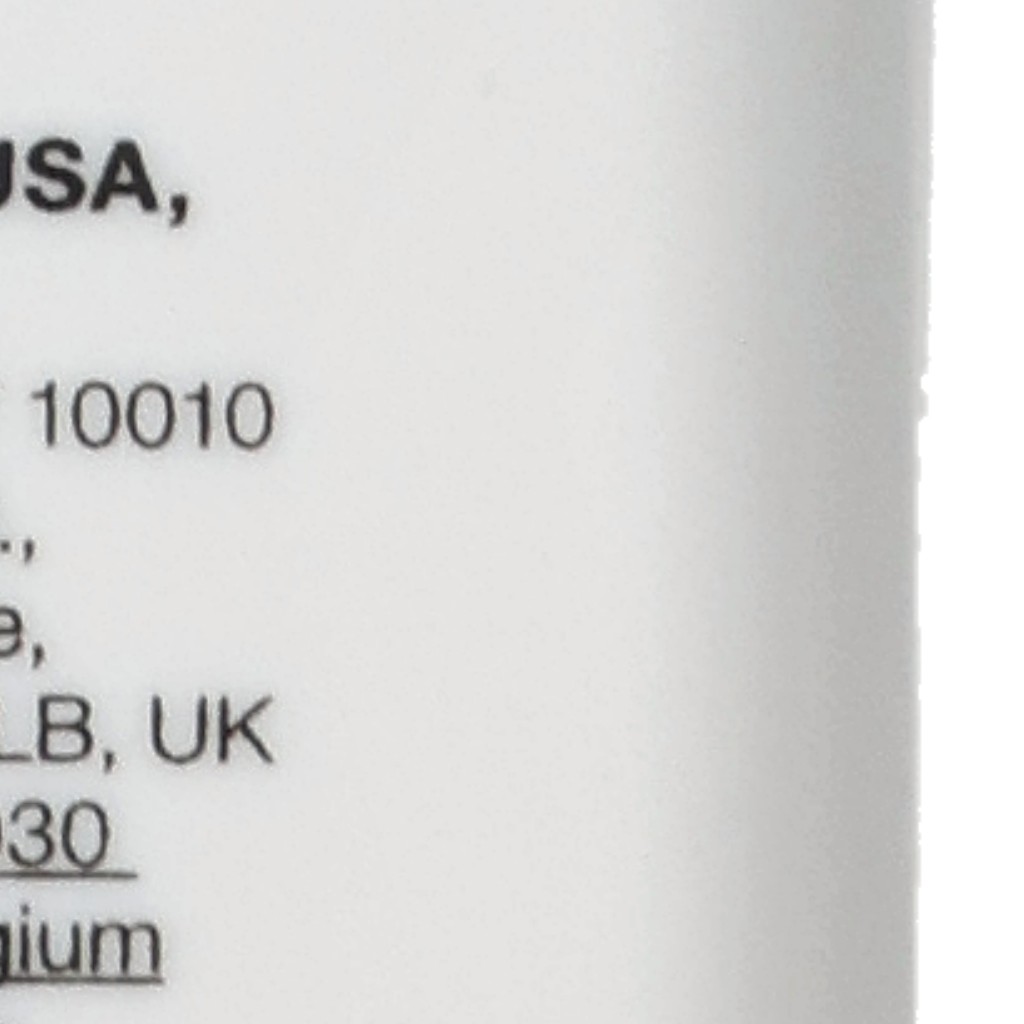 USA,
10010
.,
e,
LB, UK
030
gium